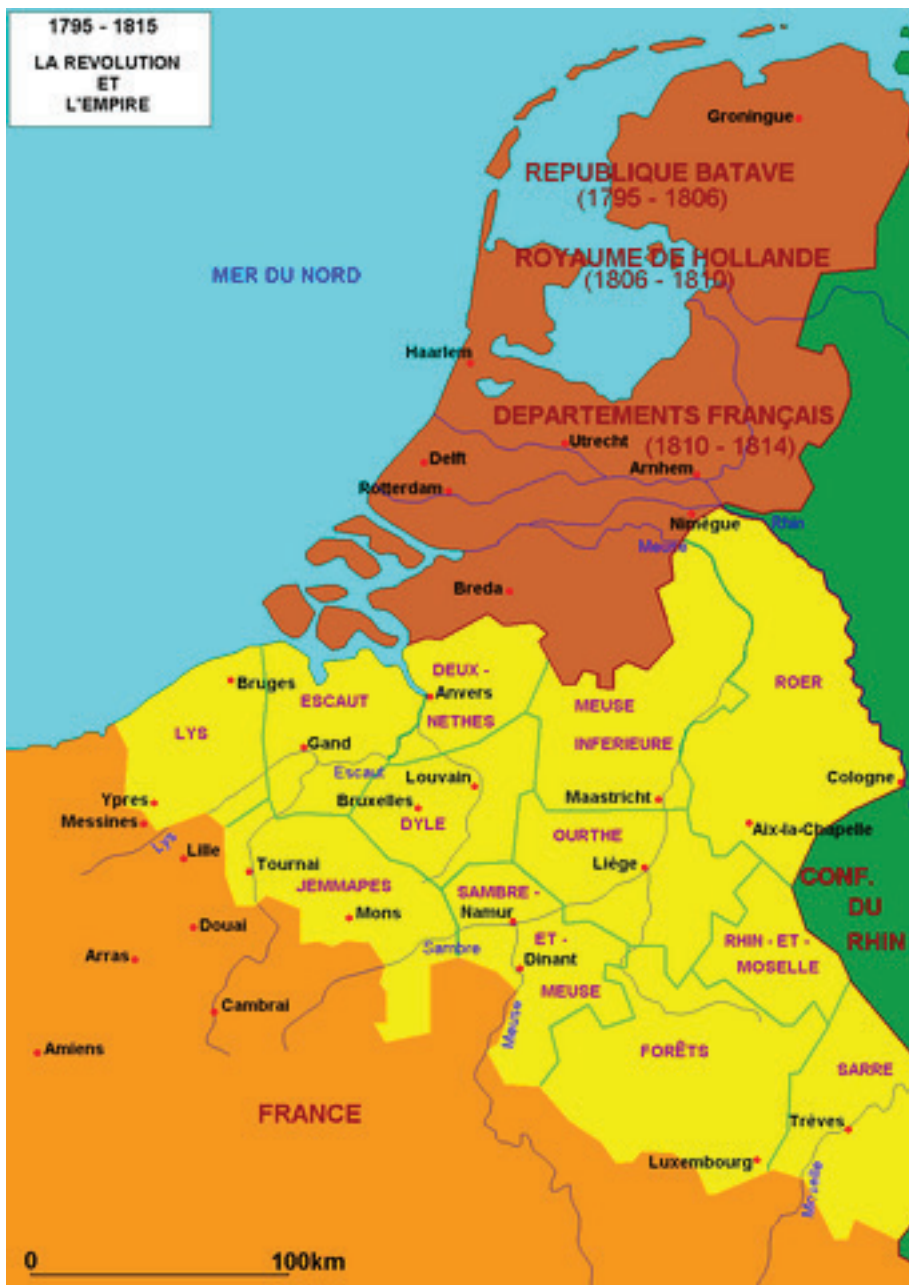 1795 - 1815
LA REVOLUTION
ET
L'EMPIRE
Groningue
REPUBLIQUE BATAVE
(1795 - 1806)
MER DU NORD
ROYAUME DE HOLLANDE
(1806 - 1810)
Haarlem
DEPARTEMENTS FRANÇAIS
(1810 - 1814)
Utrecht
Delft
Arnhem
Rotterdam
Nimègue
Rhin
Meuse
Breda
DEUX -
Bruges
ESCAUT
Anvers
ROER
NETHES
MEUSE
LYS
INFERIEURE
Gand
Escaut
Louvain
Cologne
Ypres
Bruxelles
Maastricht
Messines
DYLE
Aix-la-Chapelle
OURTHE
Lys
Lille
Tournai
Liége
CONF.
DU
RHIN
JEMMAPES
SAMBRE -
Mons
Namur
Douai
Sambre
ET -
RHIN - ET -
MOSELLE
Arras
Dinant
MEUSE
Cambrai
Meuse
Amiens
FORÊTS
SARRE
FRANCE
Trèves
Luxembourg
Moselle
0
100km